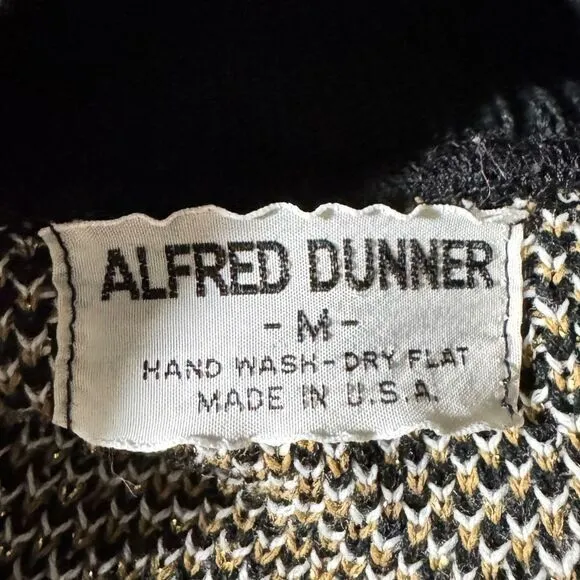 ALFRED DUNNER
- M -
HAND WASH-DRY FLAT
MADE IN U.S.A.